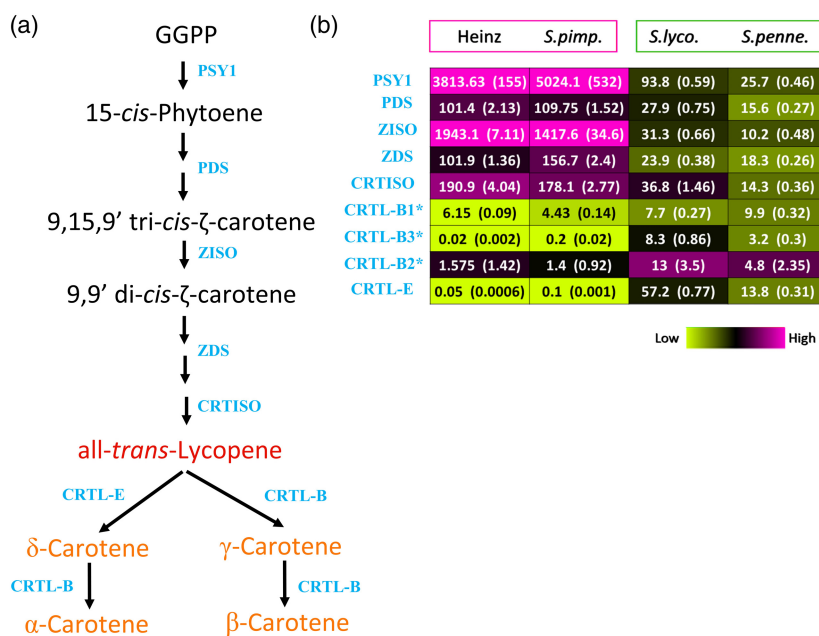 (a)
GGPP
PSY1
15-cis-Phytoene
PDS
9,15,9' tri-cis-ζ-carotene
ZISO
9,9' di-cis-ζ-carotene
ZDS
CRTISO
all-trans-Lycopene
CRTL-E CRTL-B
δ-Carotene γ-Carotene
CRTL-B CRTL-B
α-Carotene β-Carotene
(b)
Heinz S.pimp. S.lyco. S.penne.
PSY1 3813.63 (155) 5024.1 (532) 93.8 (0.59) 25.7 (0.46)
PDS 101.4 (2.13) 109.75 (1.52) 27.9 (0.75) 15.6 (0.27)
ZISO 1943.1 (7.11) 1417.6 (34.6) 31.3 (0.66) 10.2 (0.48)
ZDS 101.9 (1.36) 156.7 (2.4) 23.9 (0.38) 18.3 (0.26)
CRTISO 190.9 (4.04) 178.1 (2.77) 36.8 (1.46) 14.3 (0.36)
CRTL-B1* 6.15 (0.09) 4.43 (0.14) 7.7 (0.27) 9.9 (0.32)
CRTL-B3* 0.02 (0.002) 0.2 (0.02) 8.3 (0.86) 3.2 (0.3)
CRTL-B2* 1.575 (1.42) 1.4 (0.92) 13 (3.5) 4.8 (2.35)
CRTL-E 0.05 (0.0006) 0.1 (0.001) 57.2 (0.77) 13.8 (0.31)
Low High